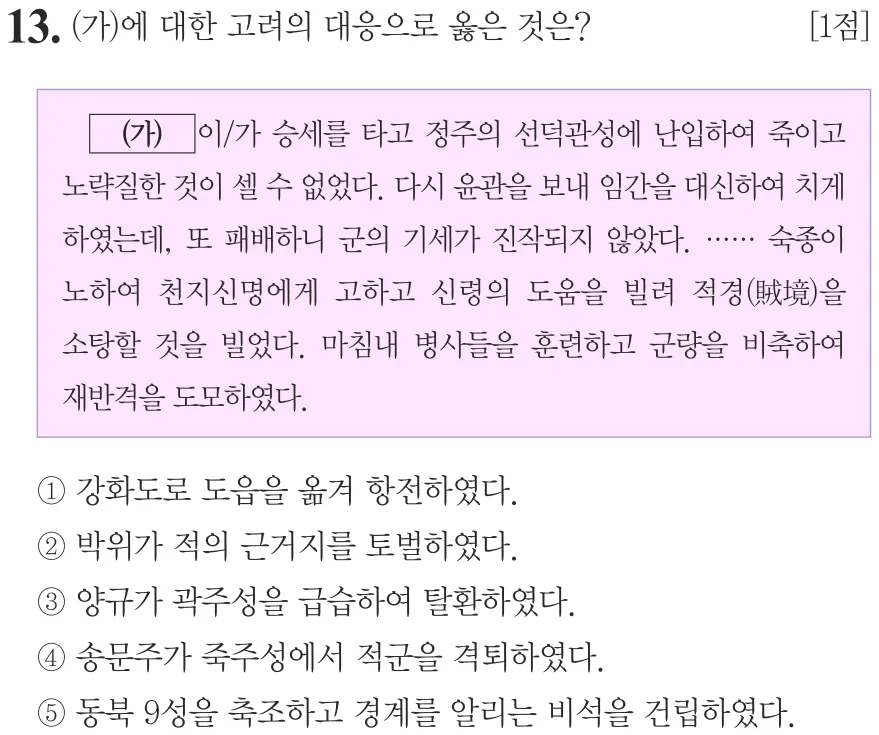 13. (가)에 대한 고려의 대응으로 옳은 것은? [1점]
(가) 이/가 승세를 타고 정주의 선덕관성에 난입하여 죽이고
노략질한 것이 셀 수 없었다. 다시 윤관을 보내 임간을 대신하여 치게
하였는데, 또 패배하니 군의 기세가 진작되지 않았다. …… 숙종이
노하여 천지신명에게 고하고 신령의 도움을 빌려 적경(賊境)을
소탕할 것을 빌었다. 마침내 병사들을 훈련하고 군량을 비축하여
재반격을 도모하였다.
① 강화도로 도읍을 옮겨 항전하였다.
② 박위가 적의 근거지를 토벌하였다.
③ 양규가 곽주성을 급습하여 탈환하였다.
④ 송문주가 죽주성에서 적군을 격퇴하였다.
⑤ 동북 9성을 축조하고 경계를 알리는 비석을 건립하였다.